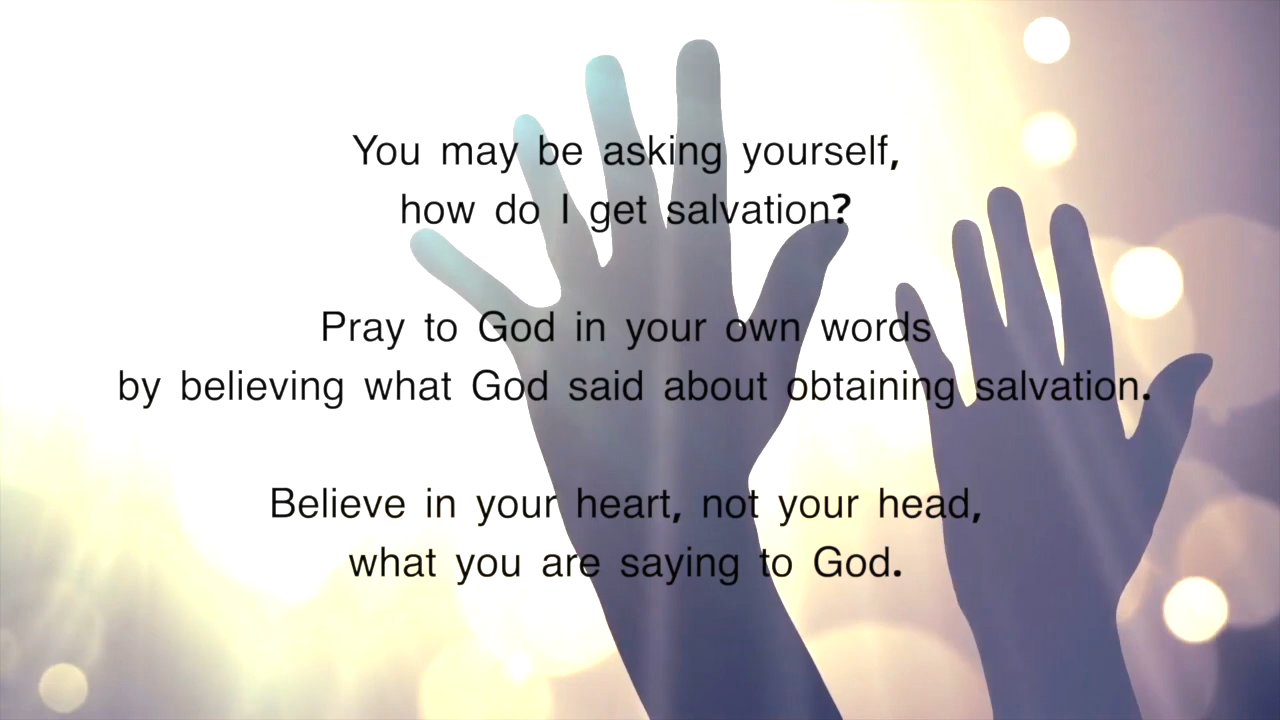 You may be asking yourself,
how do I get salvation?
Pray to God in your own words
by believing what God said about obtaining salvation.
Believe in your heart, not your head,
what you are saying to God.